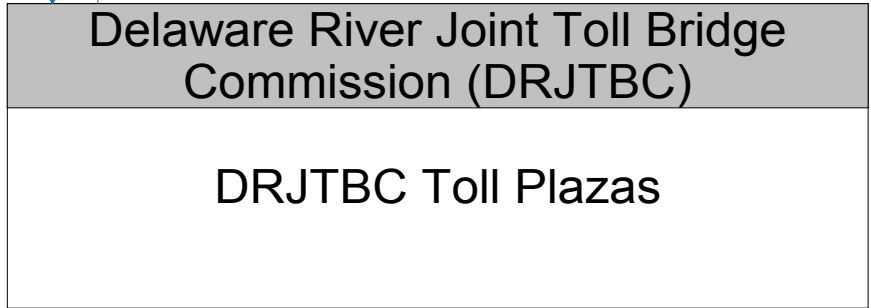 Delaware River Joint Toll Bridge
Commission (DRJTBC)
DRJTBC Toll Plazas